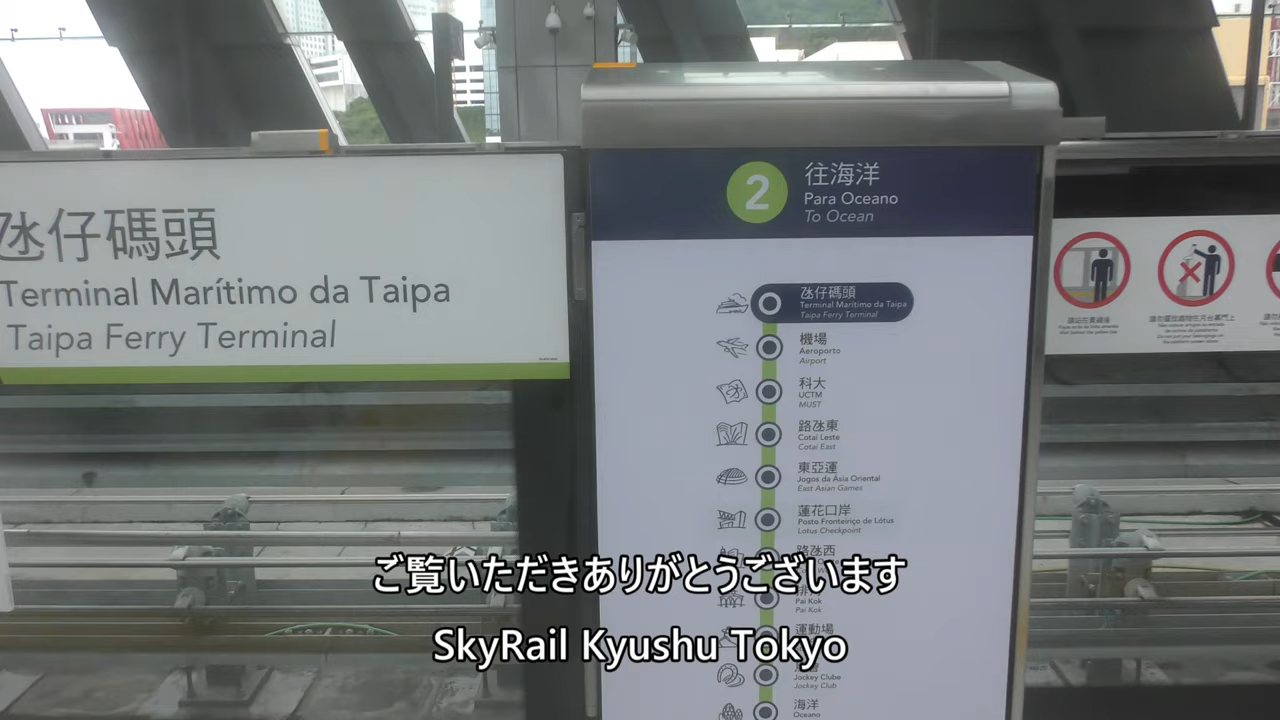 氹仔碼頭
Terminal Marítimo da Taipa
Taipa Ferry Terminal
2
往海洋
Para Oceano
To Ocean
氹仔碼頭
Terminal Marítimo da Taipa
Taipa Ferry Terminal
機場
Aeroporto
Airport
科大
UCTM
MUST
路氹東
Cotai Leste
Cotai East
東亞運
Jogos da Ásia Oriental
East Asian Games
蓮花口岸
Posto Fronteiriço de Lótus
Lotus Checkpoint
路氹西
Pai Kok
Pai Kok
運動場
Jockey Clube
Jockey Club
海洋
Oceano
ご覧いただきありがとうございます
SkyRail Kyushu Tokyo